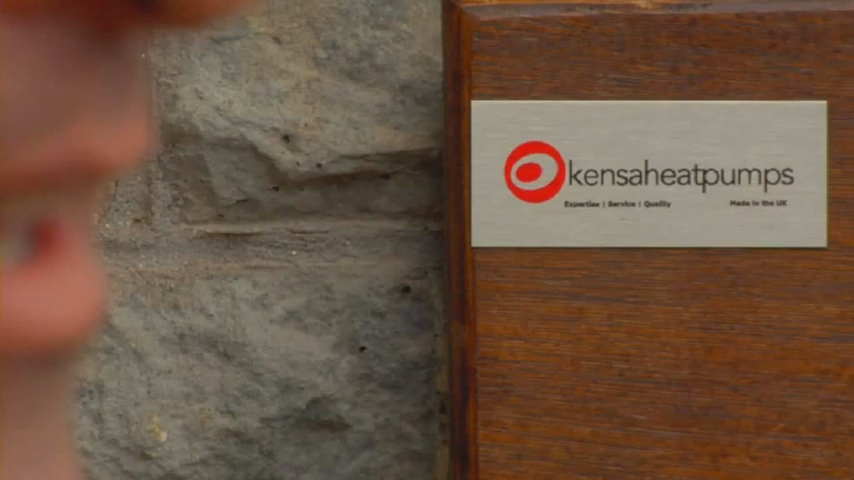 kensaheatpumps
Expertise | Service | Quality Made in the UK